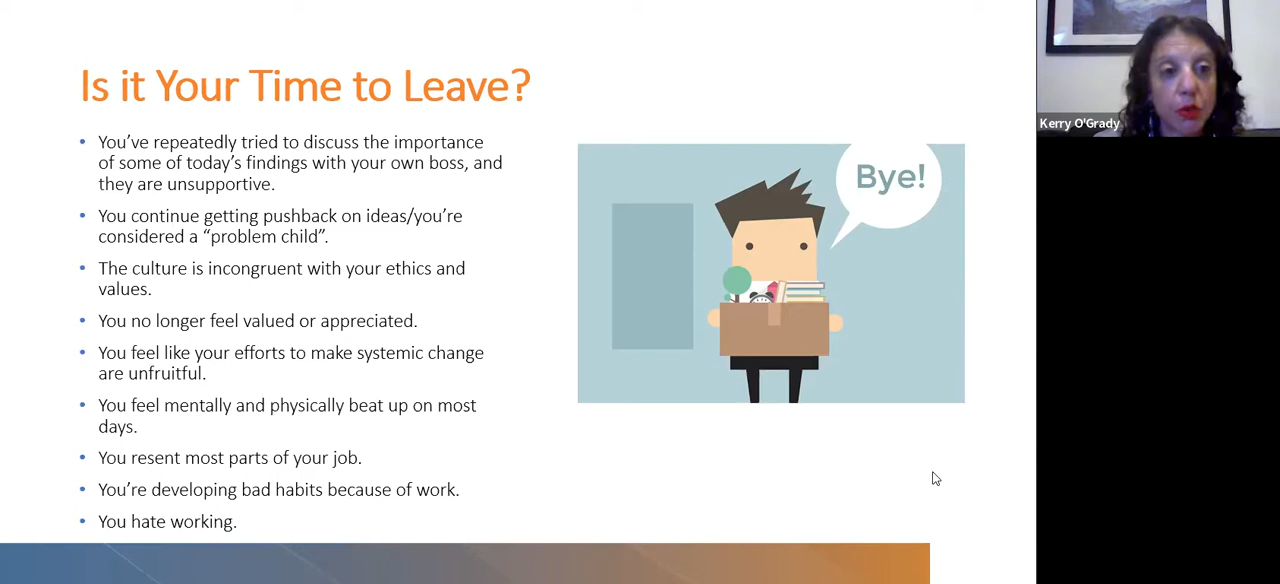 Is it Your Time to Leave?
• You’ve repeatedly tried to discuss the importance
of some of today’s findings with your own boss, and
they are unsupportive.
• You continue getting pushback on ideas/you’re
considered a “problem child”.
• The culture is incongruent with your ethics and
values.
• You no longer feel valued or appreciated.
• You feel like your efforts to make systemic change
are unfruitful.
• You feel mentally and physically beat up on most
days.
• You resent most parts of your job.
• You’re developing bad habits because of work.
• You hate working.
Bye!
Kerry O'Grady